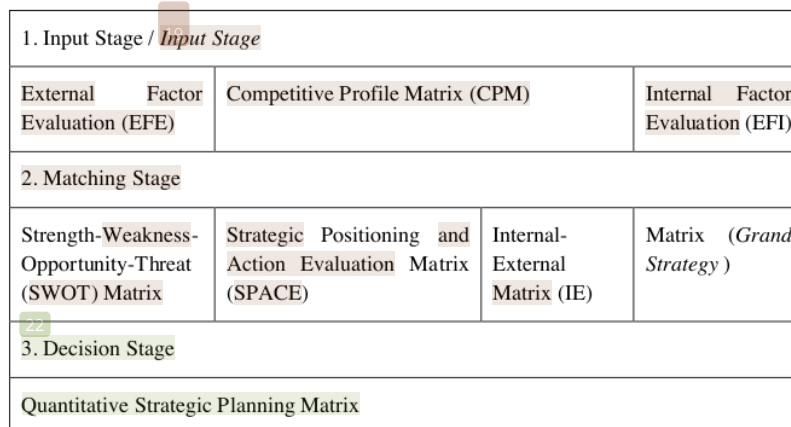 19
1. Input Stage / Input Stage
External Factor
Evaluation (EFE)
Competitive Profile Matrix (CPM)
Internal Factor
Evaluation (EFI)
2. Matching Stage
Strength-Weakness-
Opportunity-Threat
(SWOT) Matrix
Strategic Positioning and
Action Evaluation Matrix
(SPACE)
Internal-
External
Matrix (IE)
Matrix (Grand
Strategy )
22
3. Decision Stage
Quantitative Strategic Planning Matrix